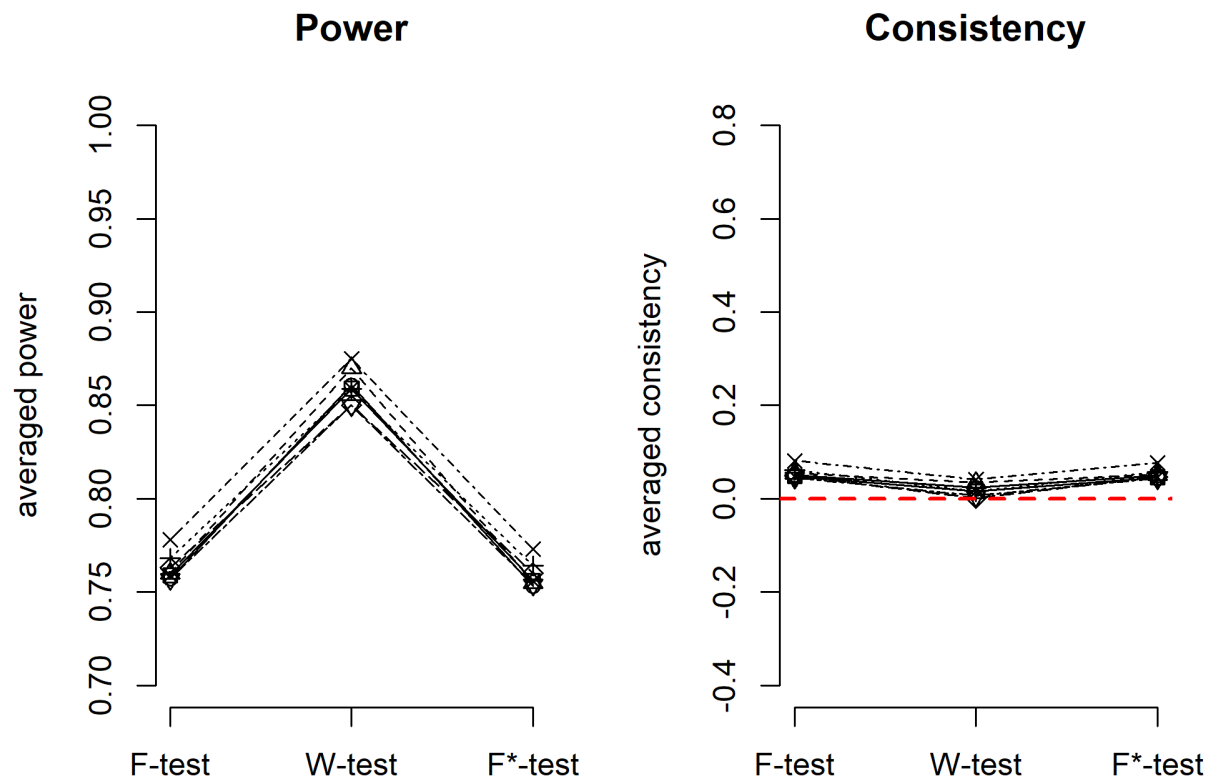 Power
averaged power
1.00
0.95
0.90
0.85
0.80
0.75
0.70
F-test W-test F*-test
Consistency
averaged consistency
0.8
0.6
0.4
0.2
0.0
-0.2
-0.4
F-test W-test F*-test